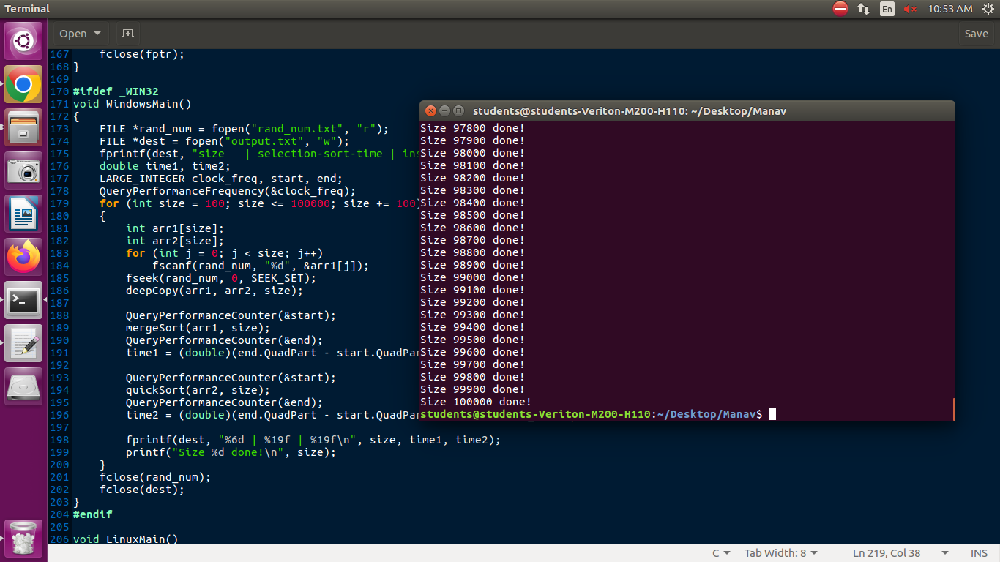 Terminal
En
10:53 AM
Open
Save
167     fclose(fptr);
168 }
169
170 #ifdef _WIN32
171 void WindowsMain()
172 {
173     FILE *rand_num = fopen("rand_num.txt", "r");
174     FILE *dest = fopen("output.txt", "w");
175     fprintf(dest, "size   | selection-sort-time | ins
176     double time1, time2;
177     LARGE_INTEGER clock_freq, start, end;
178     QueryPerformanceFrequency(&clock_freq);
179     for (int size = 100; size <= 100000; size += 100)
180     {
181         int arr1[size];
182         int arr2[size];
183         for (int j = 0; j < size; j++)
184             fscanf(rand_num, "%d", &arr1[j]);
185         fseek(rand_num, 0, SEEK_SET);
186         deepCopy(arr1, arr2, size);
187
188         QueryPerformanceCounter(&start);
189         mergeSort(arr1, size);
190         QueryPerformanceCounter(&end);
191         time1 = (double)(end.QuadPart - start.QuadPar
192
193         QueryPerformanceCounter(&start);
194         quickSort(arr2, size);
195         QueryPerformanceCounter(&end);
196         time2 = (double)(end.QuadPart - start.QuadPar
197
198         fprintf(dest, "%6d | %19f | %19f\n", size, time1, time2);
199         printf("Size %d done!\n", size);
200     }
201     fclose(rand_num);
202     fclose(dest);
203 }
204 #endif
205
206 void LinuxMain()
students@students-Veriton-M200-H110: ~/Desktop/Manav
Size 97800 done!
Size 97900 done!
Size 98000 done!
Size 98100 done!
Size 98200 done!
Size 98300 done!
Size 98400 done!
Size 98500 done!
Size 98600 done!
Size 98700 done!
Size 98800 done!
Size 98900 done!
Size 99000 done!
Size 99100 done!
Size 99200 done!
Size 99300 done!
Size 99400 done!
Size 99500 done!
Size 99600 done!
Size 99700 done!
Size 99800 done!
Size 99900 done!
Size 100000 done!
students@students-Veriton-M200-H110:~/Desktop/Manav$
C
Tab Width: 8
Ln 219, Col 38
INS